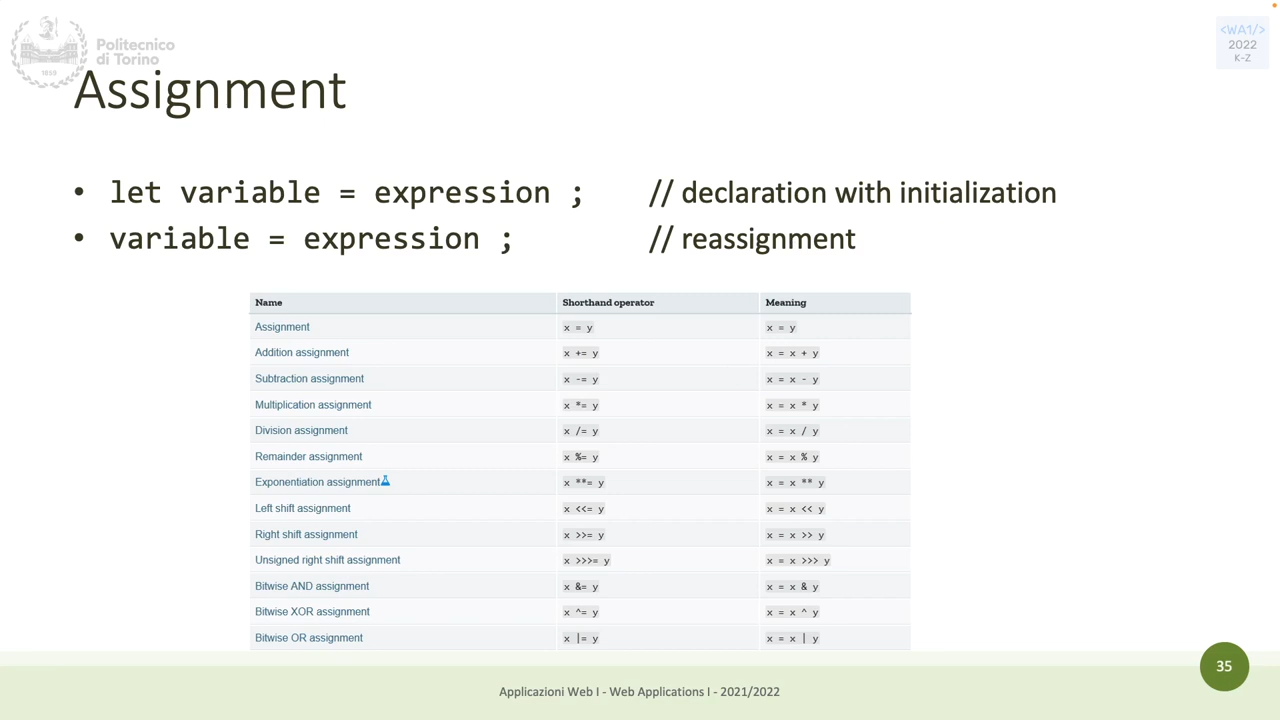 Politecnico
di Torino
1859
<WA1/>
2022
K-Z
Assignment
• let variable = expression ; // declaration with initialization
• variable = expression ; // reassignment
Name Shorthand operator Meaning
Assignment x = y x = y
Addition assignment x += y x = x + y
Subtraction assignment x -= y x = x - y
Multiplication assignment x *= y x = x * y
Division assignment x /= y x = x / y
Remainder assignment x %= y x = x % y
Exponentiation assignment x **= y x = x ** y
Left shift assignment x <<= y x = x << y
Right shift assignment x >>= y x = x >> y
Unsigned right shift assignment x >>>= y x = x >>> y
Bitwise AND assignment x &= y x = x & y
Bitwise XOR assignment x ^= y x = x ^ y
Bitwise OR assignment x |= y x = x | y
35
Applicazioni Web I - Web Applications I - 2021/2022